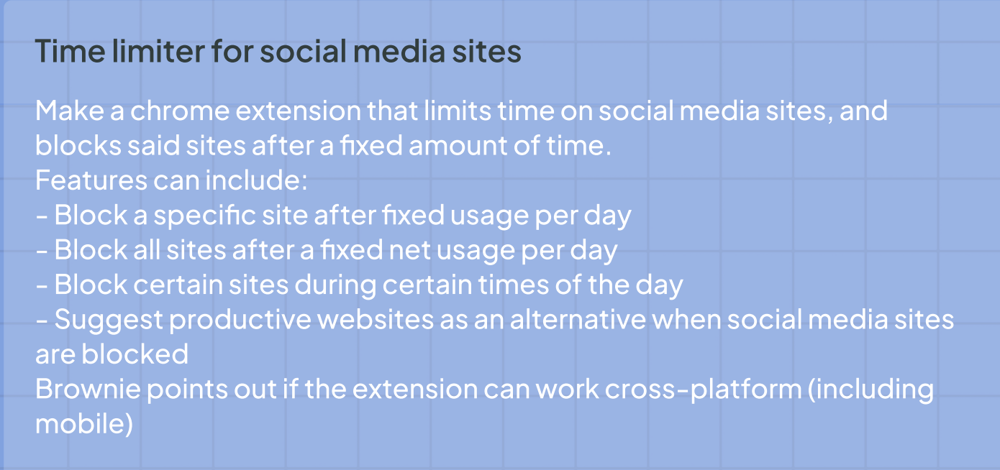 Time limiter for social media sites
Make a chrome extension that limits time on social media sites, and
blocks said sites after a fixed amount of time.
Features can include:
- Block a specific site after fixed usage per day
- Block all sites after a fixed net usage per day
- Block certain sites during certain times of the day
- Suggest productive websites as an alternative when social media sites
are blocked
Brownie points out if the extension can work cross-platform (including
mobile)